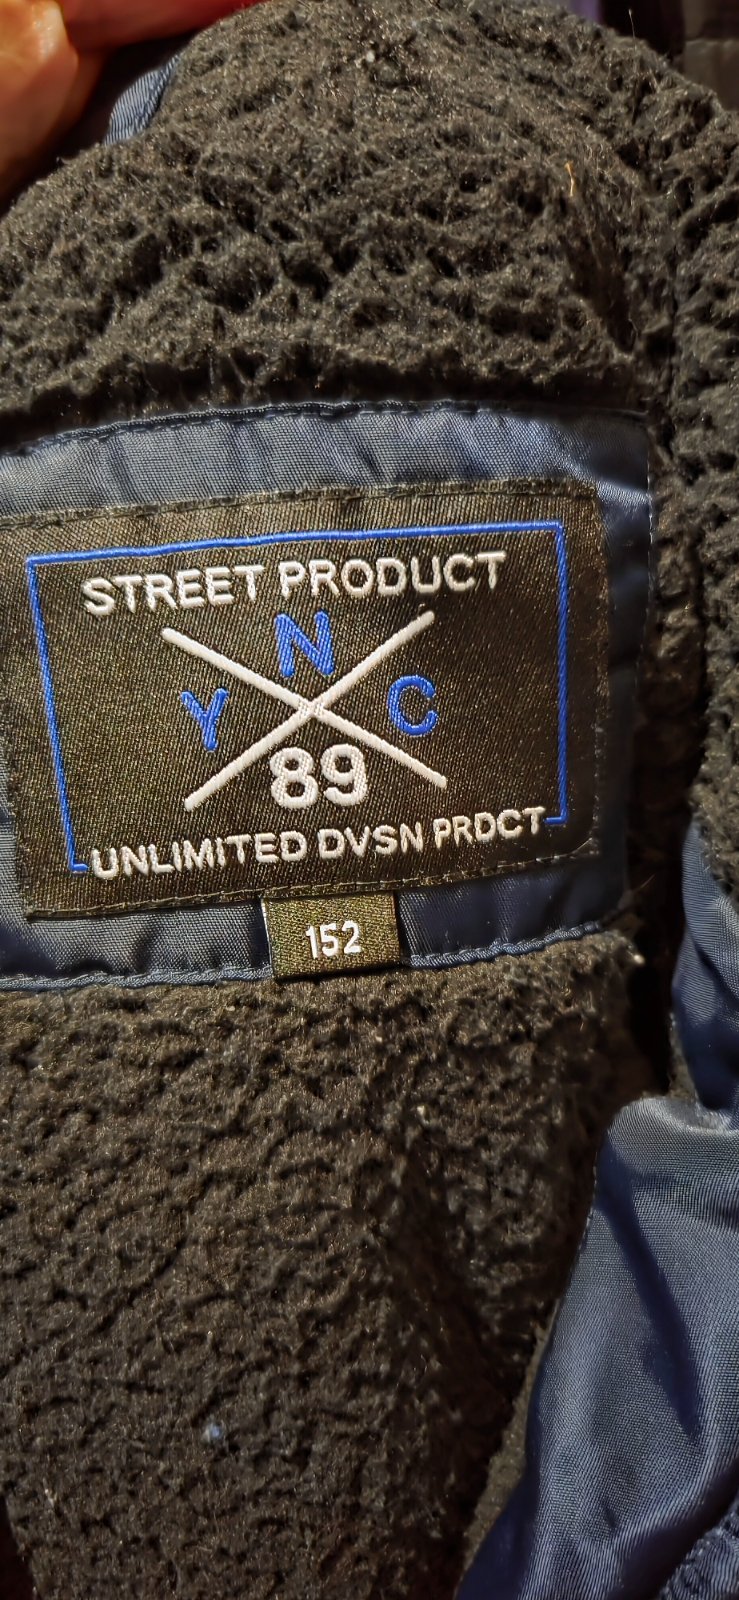 STREET PRODUCT
N
Y C
89
UNLIMITED DVSN PRDCT
152